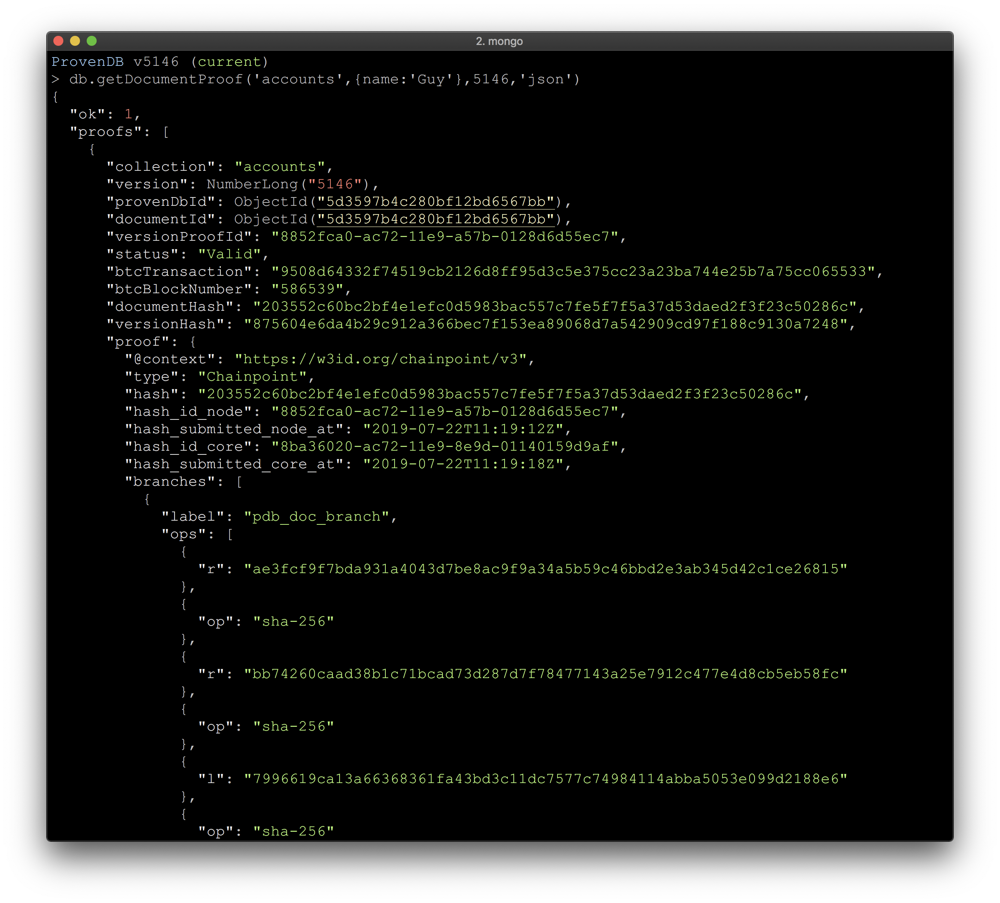 2. mongo
ProvenDB v5146 (current)
> db.getDocumentProof('accounts',{name:'Guy'},5146,'json')
{
  "ok": 1,
  "proofs": [
    {
      "collection": "accounts",
      "version": NumberLong("5146"),
      "provenDbId": ObjectId("5d3597b4c280bf12bd6567bb"),
      "documentId": ObjectId("5d3597b4c280bf12bd6567bb"),
      "versionProofId": "8852fca0-ac72-11e9-a57b-0128d6d55ec7",
      "status": "Valid",
      "btcTransaction": "9508d64332f74519cb2126d8ff95d3c5e375cc23a23ba744e25b7a75cc065533",
      "btcBlockNumber": "586539",
      "documentHash": "203552c60bc2bf4e1efc0d5983bac557c7fe5f7f5a37d53daed2f3f23c50286c",
      "versionHash": "875604e6da4b29c912a366bec7f153ea89068d7a542909cd97f188c9130a7248",
      "proof": {
        "@context": "https://w3id.org/chainpoint/v3",
        "type": "Chainpoint",
        "hash": "203552c60bc2bf4e1efc0d5983bac557c7fe5f7f5a37d53daed2f3f23c50286c",
        "hash_id_node": "8852fca0-ac72-11e9-a57b-0128d6d55ec7",
        "hash_submitted_node_at": "2019-07-22T11:19:12Z",
        "hash_id_core": "8ba36020-ac72-11e9-8e9d-01140159d9af",
        "hash_submitted_core_at": "2019-07-22T11:19:18Z",
        "branches": [
          {
            "label": "pdb_doc_branch",
            "ops": [
              {
                "r": "ae3fcf9f7bda931a4043d7be8ac9f9a34a5b59c46bbd2e3ab345d42c1ce26815"
              },
              {
                "op": "sha-256"
              },
              {
                "r": "bb74260caad38b1c71bcad73d287d7f78477143a25e7912c477e4d8cb5eb58fc"
              },
              {
                "op": "sha-256"
              },
              {
                "l": "7996619ca13a66368361fa43bd3c11dc7577c74984114abba5053e099d2188e6"
              },
              {
                "op": "sha-256"